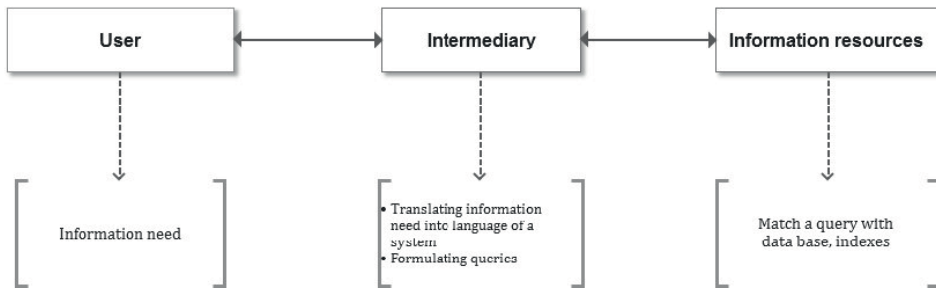 User
Intermediary
Information resources
Information need
• Translating information
need into language of a
system
• Formulating queries
Match a query with
data base, indexes